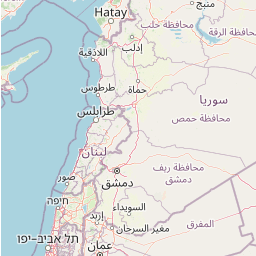 منبج
Hatay
محافظة حلب
محافظة الرقة
إدلب
اللاذقية
حماة
طرطوس
سوريا
طرابلس
محافظة حمص
لبنان
محافظة ريف
دمشق
صور
دمشق
חיפה
السويداء
إربد
المفرق
مغير السرحان
תל אביב–יפו
عمان